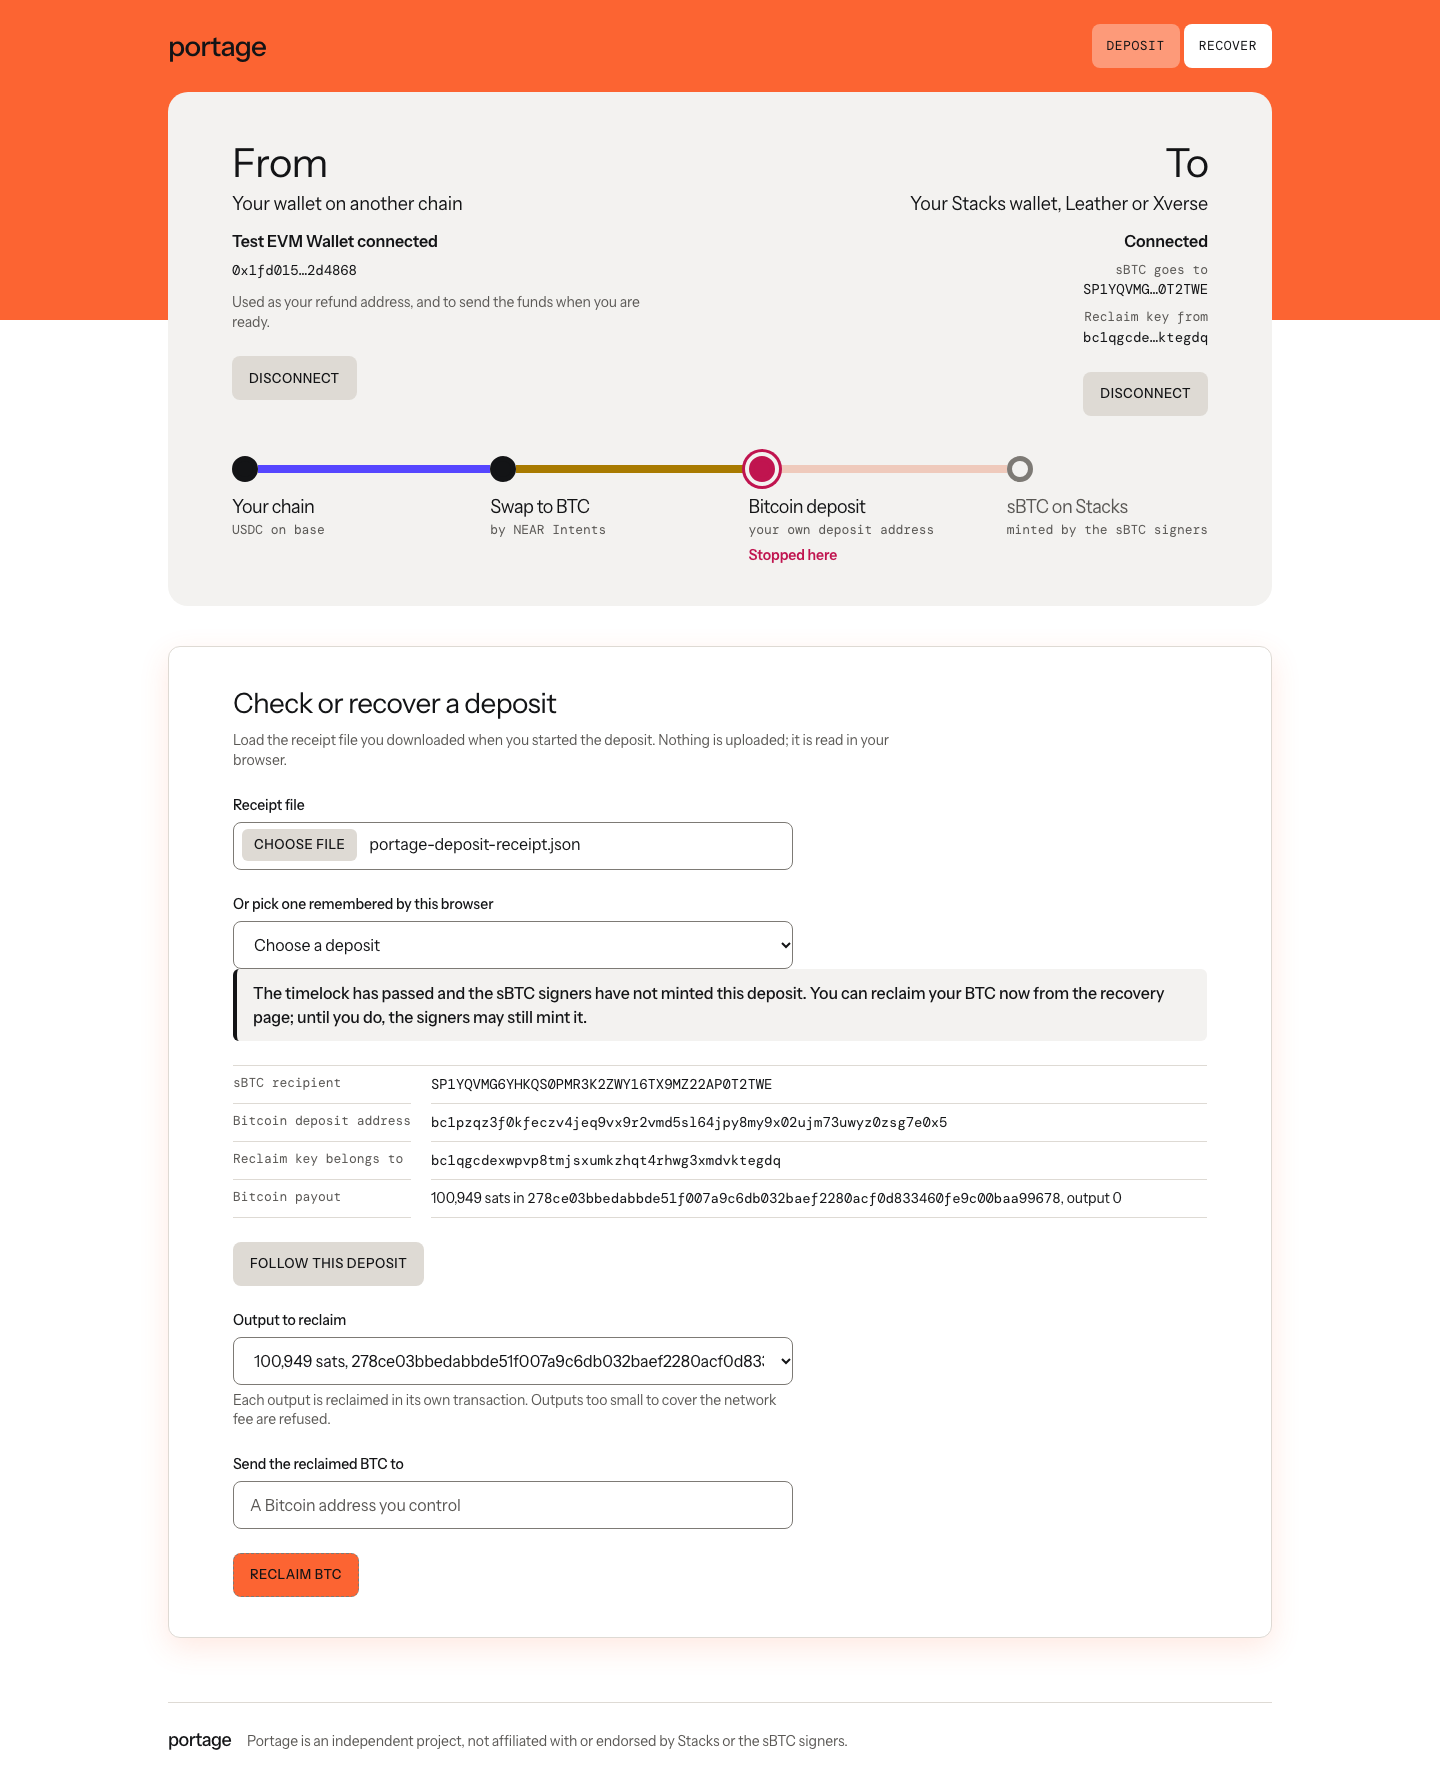 portage
DEPOSIT
RECOVER
From
Your wallet on another chain
Test EVM Wallet connected
0x1fd015…2d4868
Used as your refund address, and to send the funds when you are
ready.
DISCONNECT
To
Your Stacks wallet, Leather or Xverse
Connected
sBTC goes to
SP1YQVMG…0T2TWE
Reclaim key from
bc1qgcde…ktegdq
DISCONNECT
Your chain
USDC on base
Swap to BTC
by NEAR Intents
Bitcoin deposit
your own deposit address
Stopped here
sBTC on Stacks
minted by the sBTC signers
Check or recover a deposit
Load the receipt file you downloaded when you started the deposit. Nothing is uploaded; it is read in your
browser.
Receipt file
CHOOSE FILE portage-deposit-receipt.json
Or pick one remembered by this browser
Choose a deposit
The timelock has passed and the sBTC signers have not minted this deposit. You can reclaim your BTC now from the recovery
page; until you do, the signers may still mint it.
sBTC recipient SP1YQVMG6YHKQS0PMR3K2ZWY16TX9MZ22AP0T2TWE
Bitcoin deposit address bc1pzqz3f0kfeczv4jeq9vx9r2vmd5sl64jpy8my9x02ujm73uwyz0zsg7e0x5
Reclaim key belongs to bc1qgcdexwpvp8tmjsxumkzhqt4rhwg3xmdvktegdq
Bitcoin payout 100,949 sats in 278ce03bbedabbde51f007a9c6db032baef2280acf0d833460fe9c00baa99678, output 0
FOLLOW THIS DEPOSIT
Output to reclaim
100,949 sats, 278ce03bbedabbde51f007a9c6db032baef2280acf0d833
Each output is reclaimed in its own transaction. Outputs too small to cover the network
fee are refused.
Send the reclaimed BTC to
A Bitcoin address you control
RECLAIM BTC
portage Portage is an independent project, not affiliated with or endorsed by Stacks or the sBTC signers.